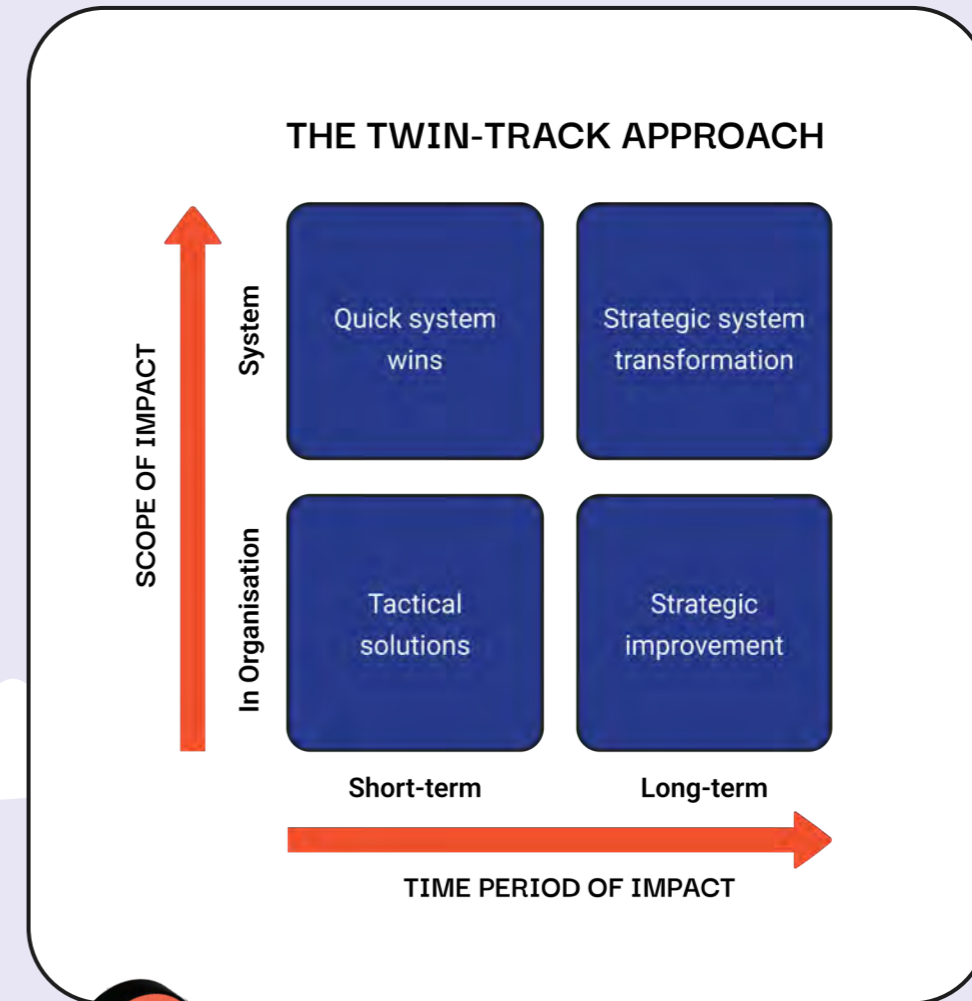 THE TWIN-TRACK APPROACH
SCOPE OF IMPACT
System
Quick system
wins
Strategic system
transformation
In Organisation
Tactical
solutions
Strategic
improvement
Short-term
Long-term
TIME PERIOD OF IMPACT